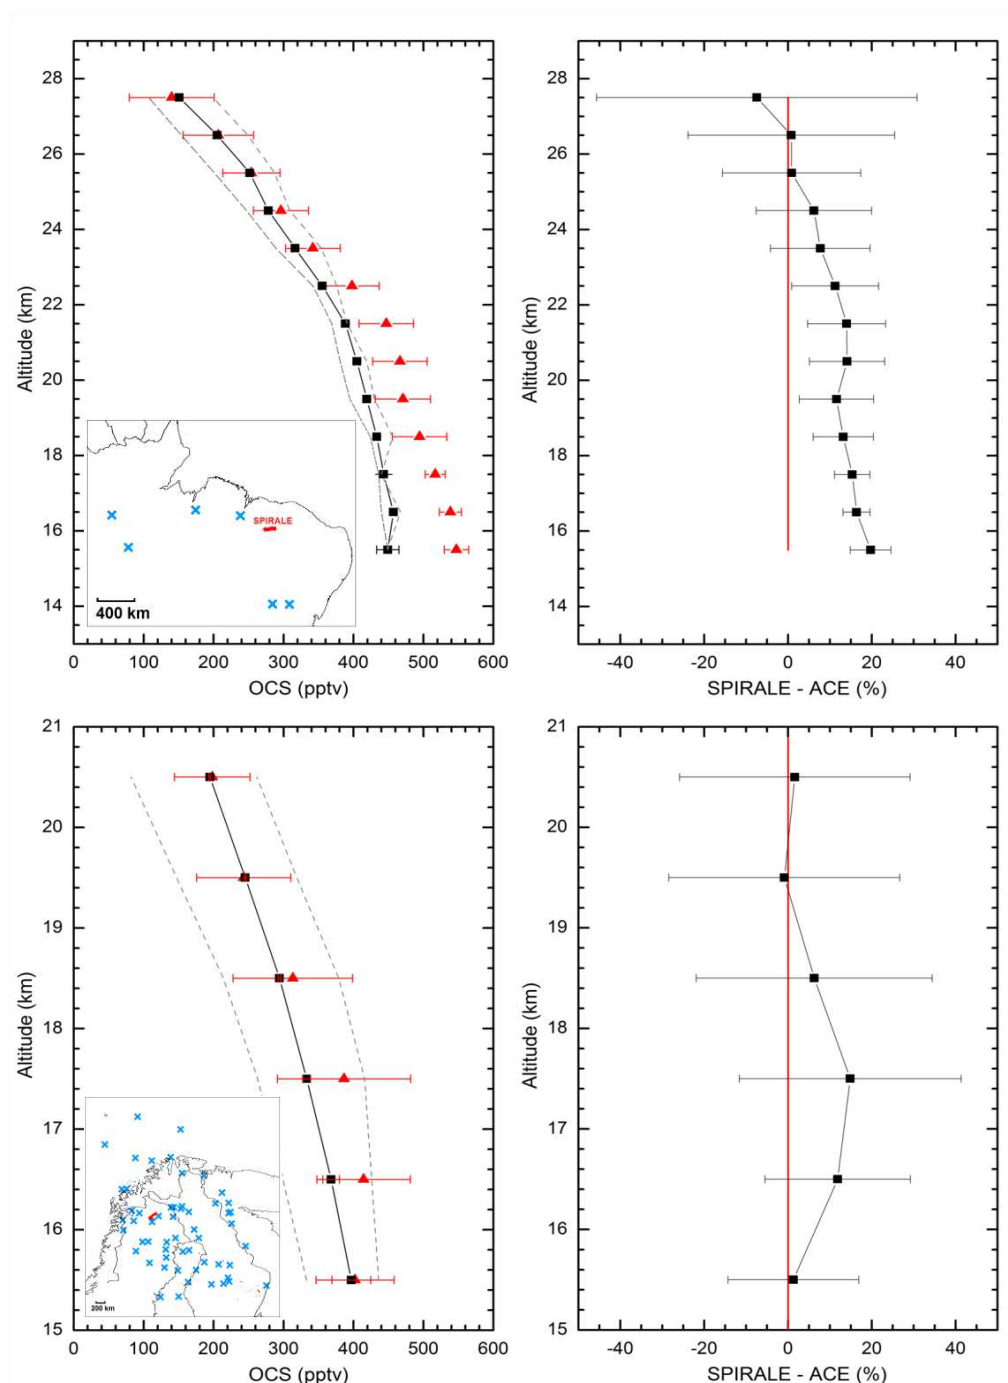 28
26
24
22
20
18
16
14
Altitude (km)
SPIRALE
400 km
0 100 200 300 400 500 600
OCS (pptv)
28
26
24
22
20
18
16
14
Altitude (km)
-40 -20 0 20 40
SPIRALE - ACE (%)
21
20
19
18
17
16
15
Altitude (km)
200 km
0 100 200 300 400 500 600
OCS (pptv)
21
20
19
18
17
16
15
Altitude (km)
-40 -20 0 20 40
SPIRALE - ACE (%)